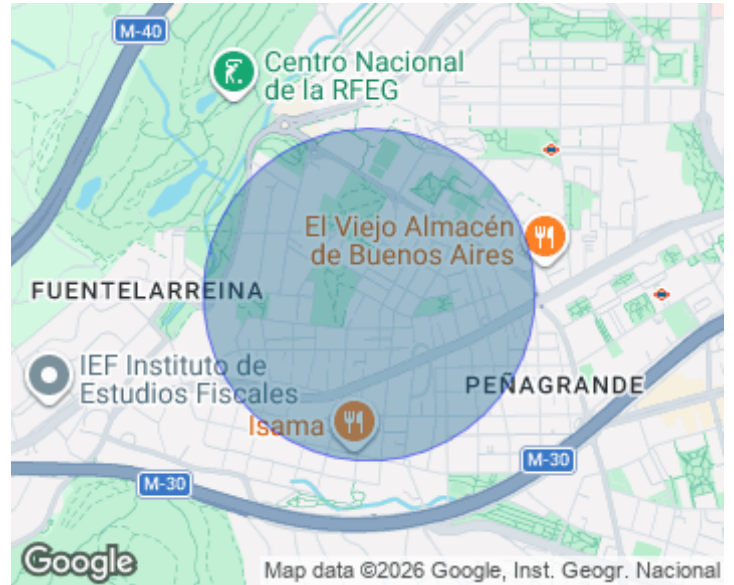 M-40
Centro Nacional
de la RFEG
El Viejo Almacén
de Buenos Aires
FUENTELARREINA
IEF Instituto de
Estudios Fiscales
PEÑAGRANDE
Isama
M-30
M-30
Google
Map data ©2026 Google, Inst. Geogr. Nacional